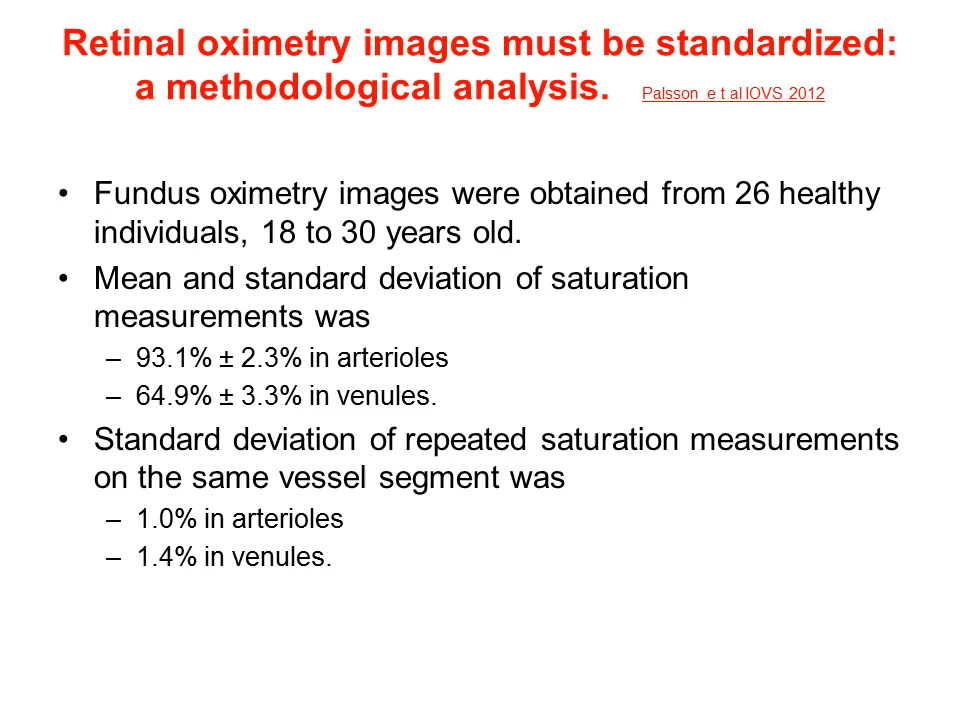 Retinal oximetry images must be standardized:
a methodological analysis. Palsson e t al IOVS 2012
• Fundus oximetry images were obtained from 26 healthy
individuals, 18 to 30 years old.
• Mean and standard deviation of saturation
measurements was
– 93.1% ± 2.3% in arterioles
– 64.9% ± 3.3% in venules.
• Standard deviation of repeated saturation measurements
on the same vessel segment was
– 1.0% in arterioles
– 1.4% in venules.